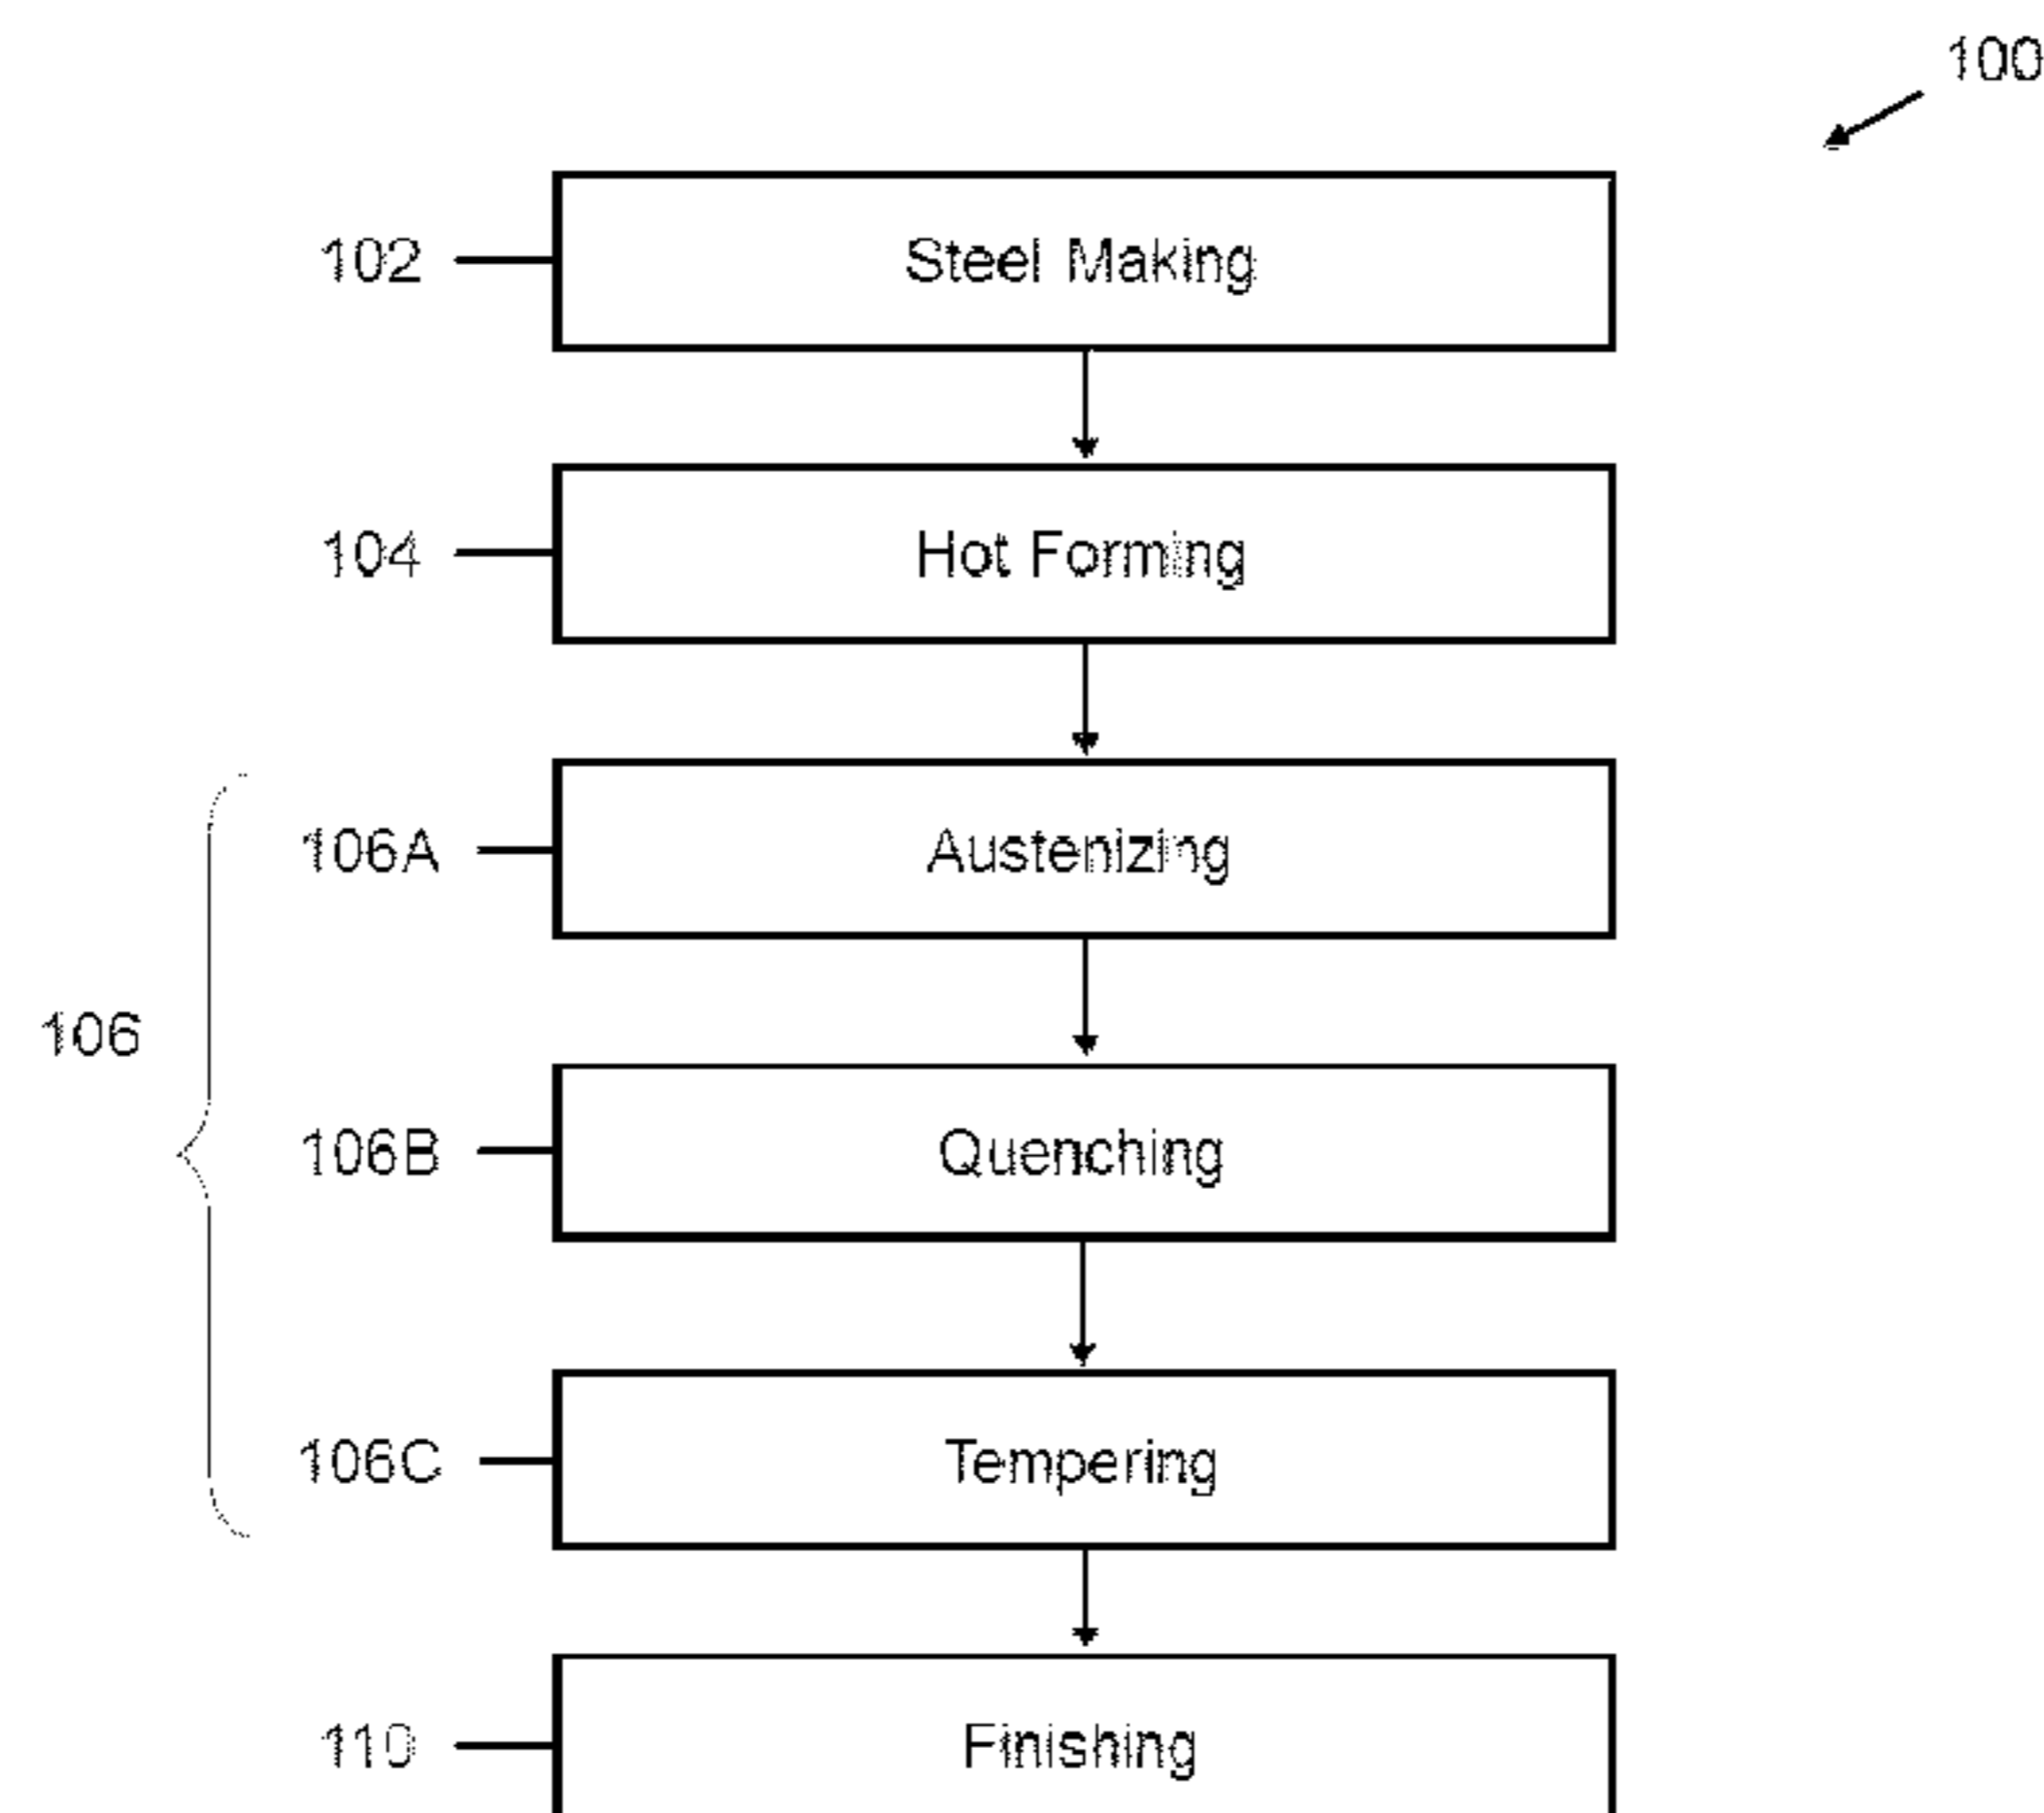 100
102 Steel Making
104 Hot Forming
106A Austenizing
106
106B Quenching
106C Tempering
110 Finishing